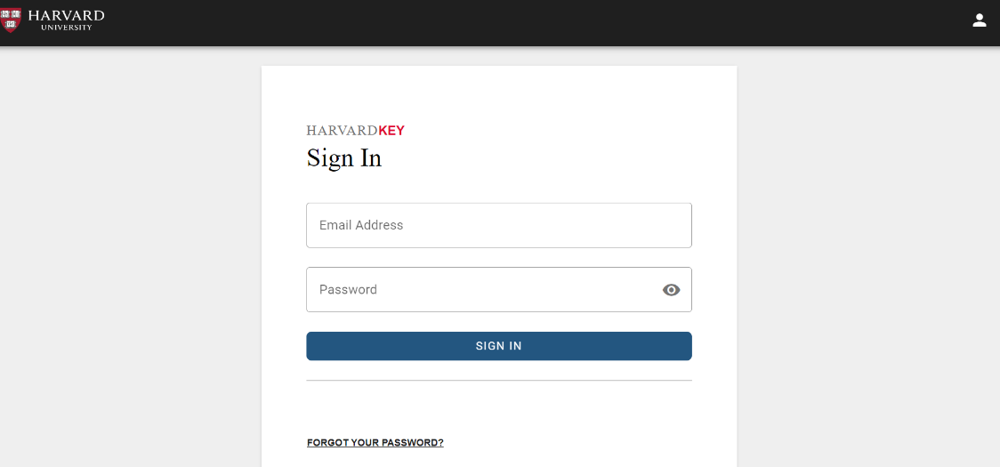 HARVARD
UNIVERSITY
HARVARDKEY
Sign In
Email Address
Password
SIGN IN
FORGOT YOUR PASSWORD?